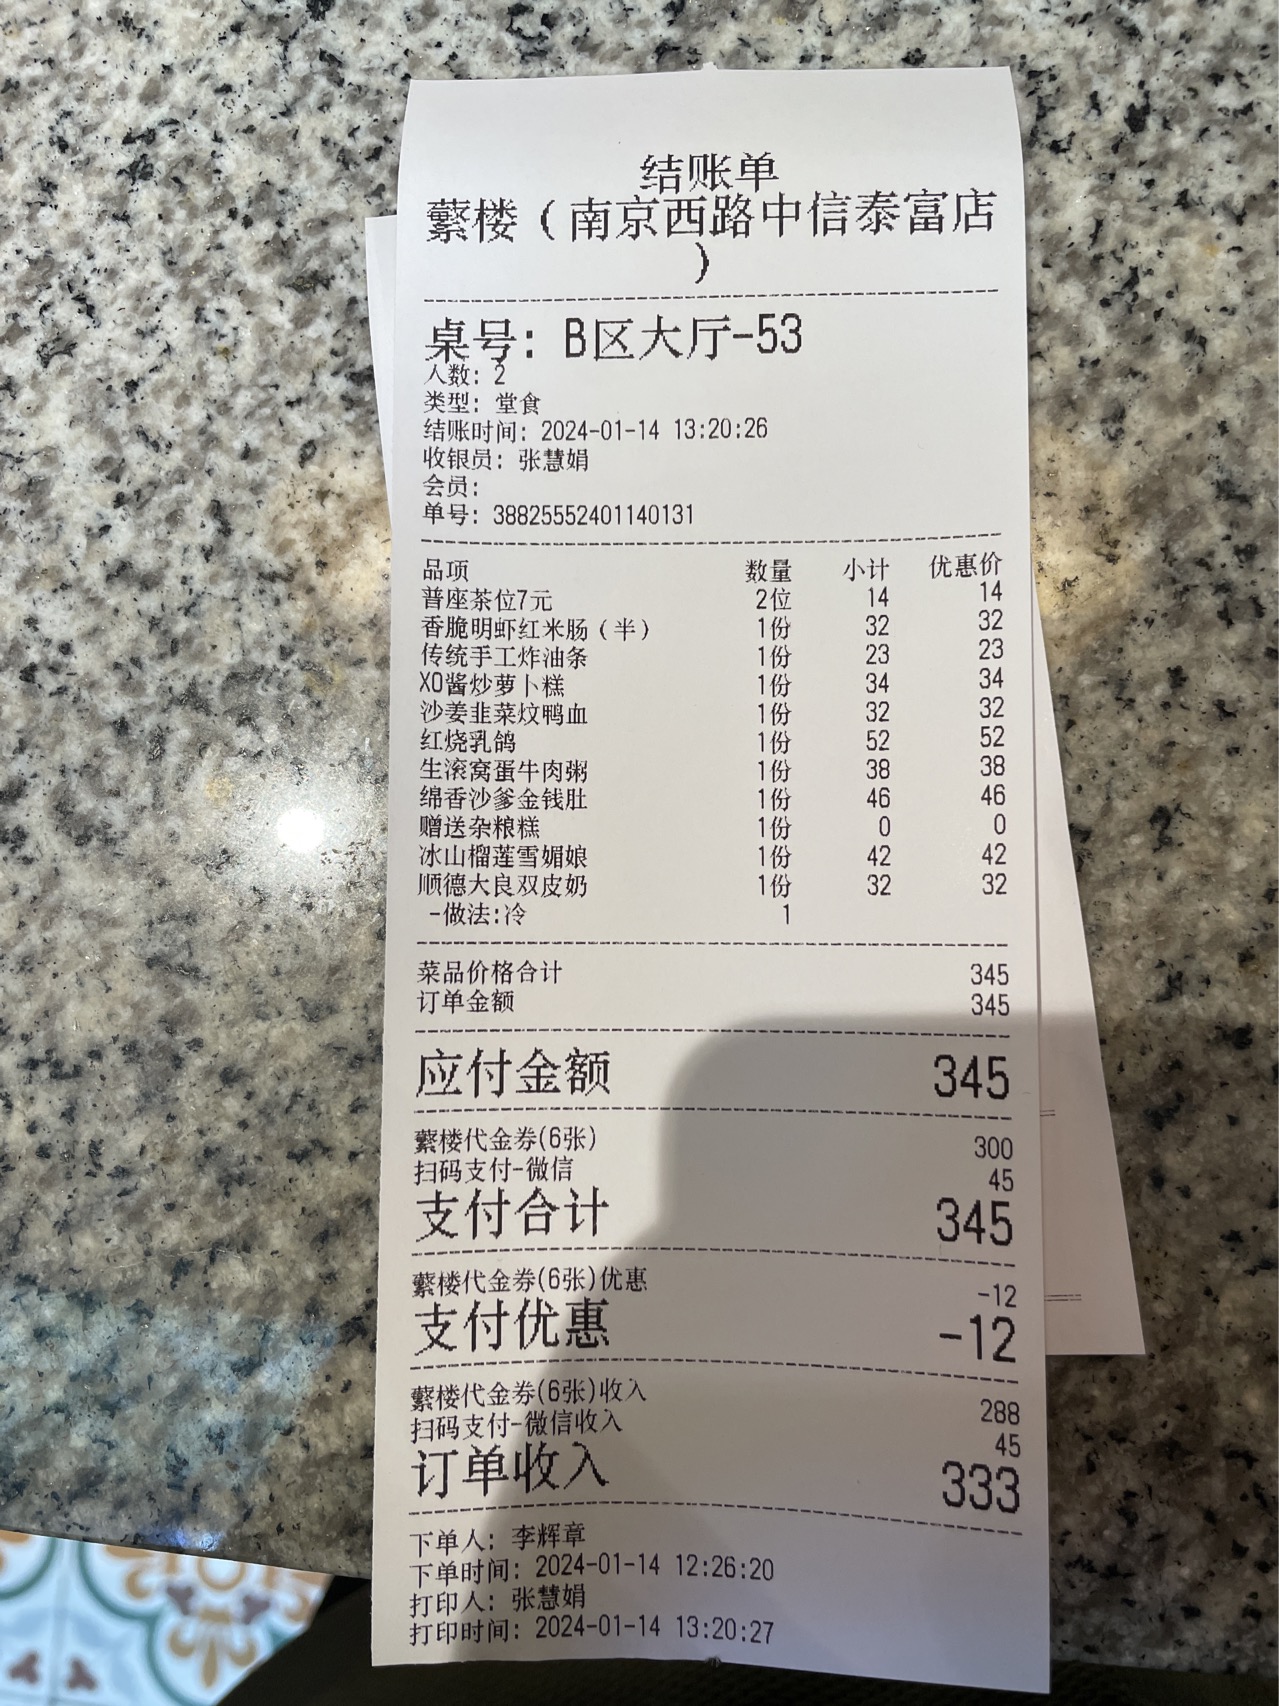 结账单
蘩楼（南京西路中信泰富店
）
桌号: B区大厅-53
人数: 2
类型: 堂食
结账时间: 2024-01-14 13:20:26
收银员: 张慧娟
会员:
单号: 38825552401140131
品项 数量 小计 优惠价
普座茶位7元 2位 14 14
香脆明虾红米肠（半） 1份 32 32
传统手工炸油条 1份 23 23
XO酱炒萝卜糕 1份 34 34
沙姜韭菜炆鸭血 1份 32 32
红烧乳鸽 1份 52 52
生滚窝蛋牛肉粥 1份 38 38
绵香沙爹金钱肚 1份 46 46
赠送杂粮糕 1份 0 0
冰山榴莲雪媚娘 1份 42 42
顺德大良双皮奶 1份 32 32
-做法:冷 1
菜品价格合计 345
订单金额 345
应付金额 345
蘩楼代金券(6张) 300
扫码支付-微信 45
支付合计 345
蘩楼代金券(6张)优惠 -12
支付优惠 -12
蘩楼代金券(6张)收入 288
扫码支付-微信收入 45
订单收入 333
下单人: 李辉章
下单时间: 2024-01-14 12:26:20
打印人: 张慧娟
打印时间: 2024-01-14 13:20:27